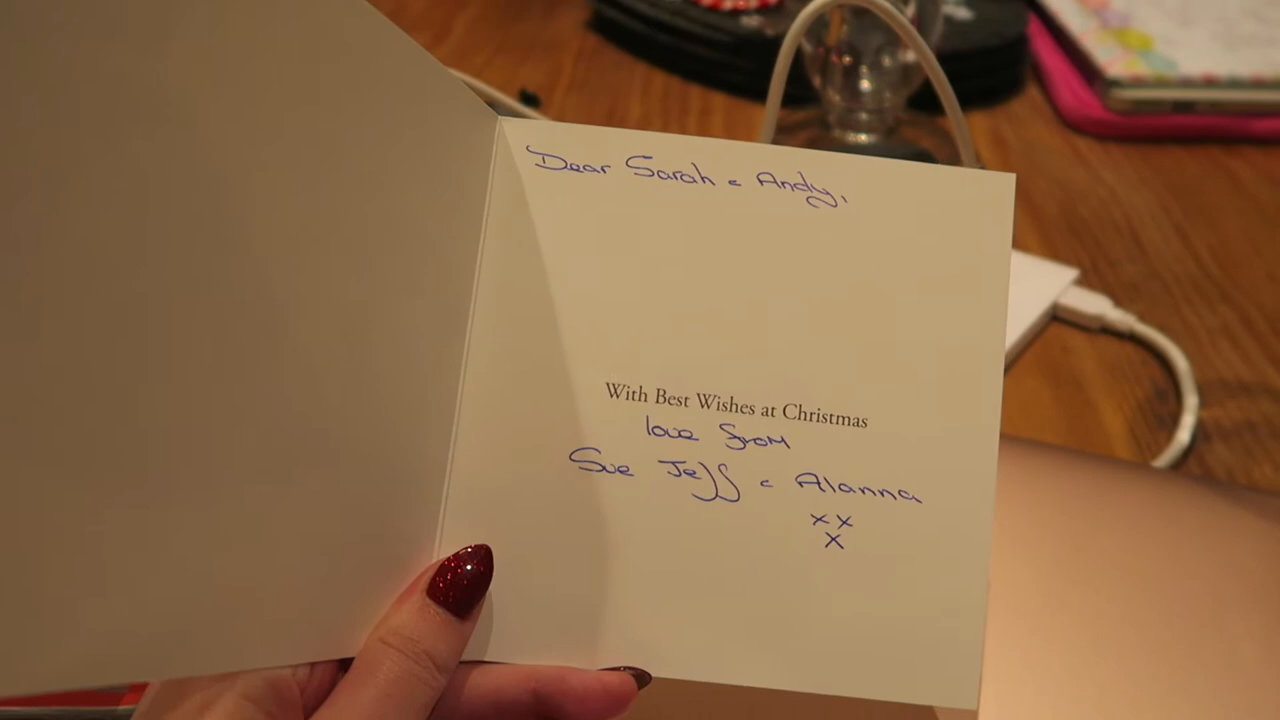 Dear Sarah & Andy,
With Best Wishes at Christmas
love from
Sue Jeff & Alanna
xx
x